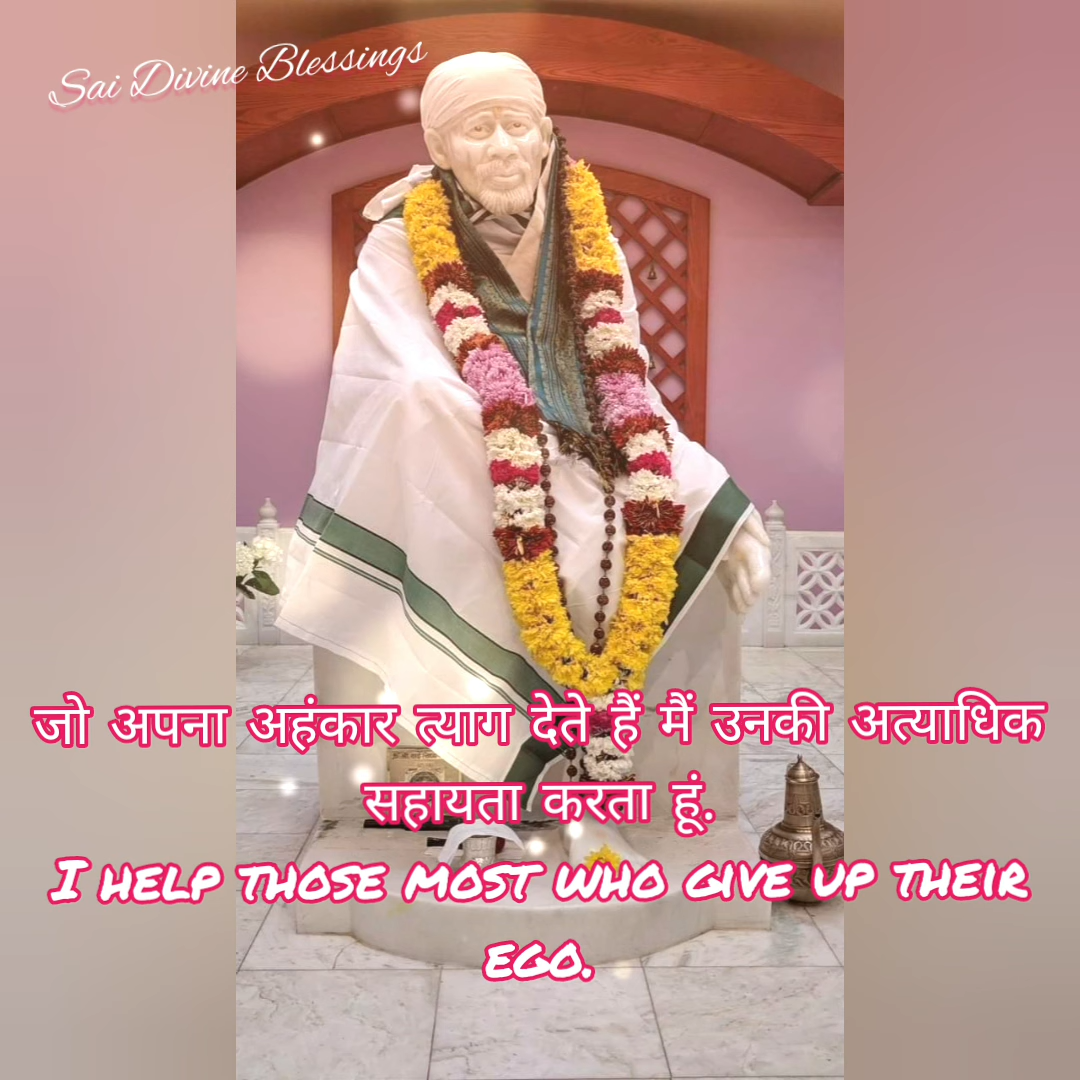 Sai Divine Blessings
जो अपना अहंकार त्याग देते हैं मैं उनकी अत्याधिक
सहायता करता हूं.
I HELP THOSE MOST WHO GIVE UP THEIR
EGO.